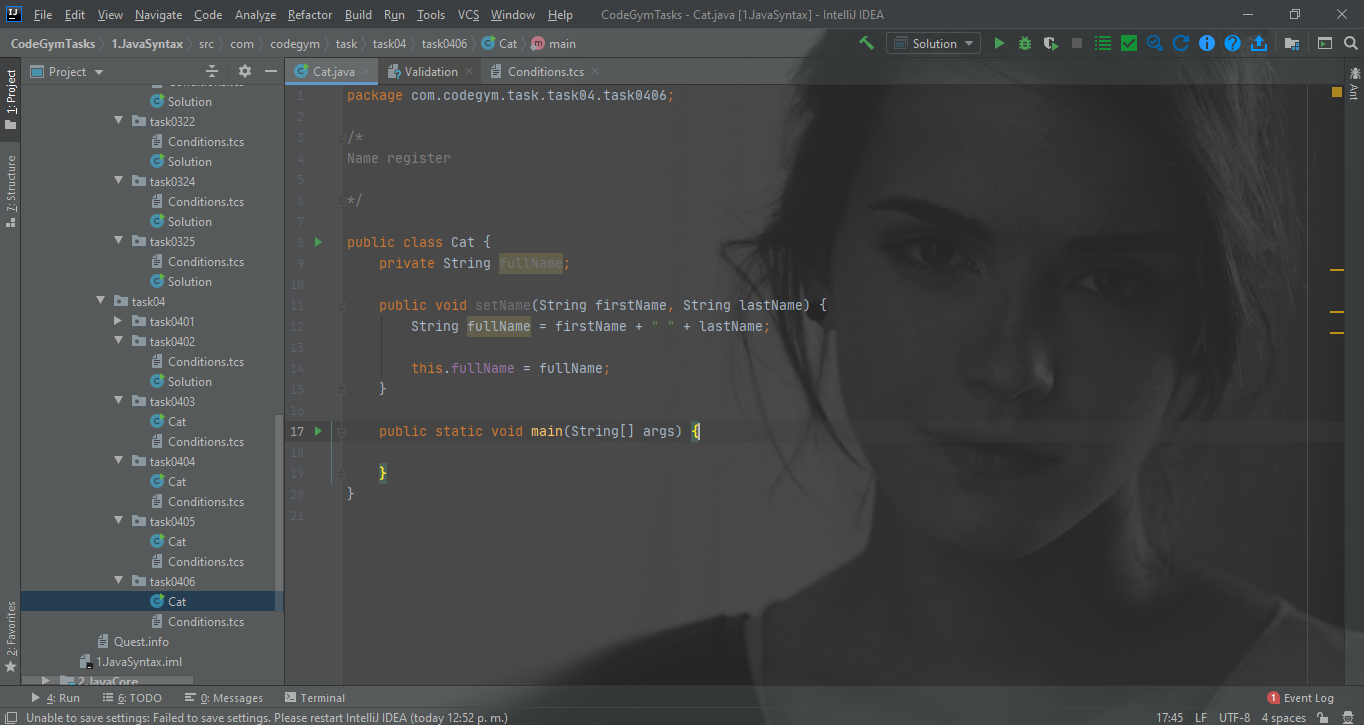 File Edit View Navigate Code Analyze Refactor Build Run Tools VCS Window Help CodeGymTasks - Cat.java [1.JavaSyntax] - IntelliJ IDEA
CodeGymTasks 1.JavaSyntax src com codegym task task04 task0406 Cat main Solution
1: Project
7: Structure
2: Favorites
Project
Conditions.tcs
Solution
task0322
Conditions.tcs
Solution
task0324
Conditions.tcs
Solution
task0325
Conditions.tcs
Solution
task04
task0401
task0402
Conditions.tcs
Solution
task0403
Cat
Conditions.tcs
task0404
Cat
Conditions.tcs
task0405
Cat
Conditions.tcs
task0406
Cat
Conditions.tcs
Quest.info
1.JavaSyntax.iml
2.JavaCore
Cat.java Validation Conditions.tcs
1 package com.codegym.task.task04.task0406;
2
3 /*
4 Name register
5
6 */
7
8 public class Cat {
9 private String fullName;
10
11 public void setName(String firstName, String lastName) {
12 String fullName = firstName + " " + lastName;
13
14 this.fullName = fullName;
15 }
16
17 public static void main(String[] args) {
18
19 }
20 }
21
Ant
4: Run 6: TODO 0: Messages Terminal 1 Event Log
Unable to save settings: Failed to save settings. Please restart IntelliJ IDEA (today 12:52 p. m.) 17:45 LF UTF-8 4 spaces